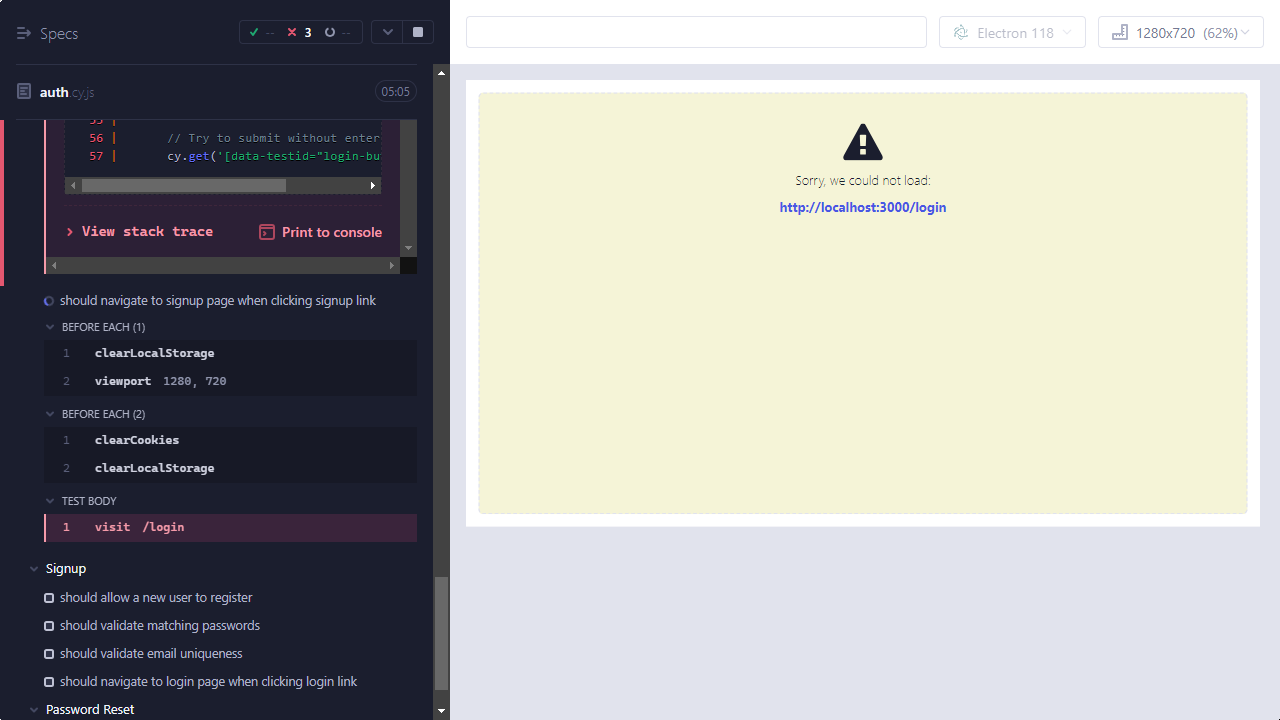 Specs
--
3
--
Electron 118
1280x720 (62%)
auth.cy.js
05:05
55 |
56 | // Try to submit without enter
57 | cy.get('[data-testid="login-bu
View stack trace
Print to console
should navigate to signup page when clicking signup link
BEFORE EACH (1)
1 clearLocalStorage
2 viewport 1280, 720
BEFORE EACH (2)
1 clearCookies
2 clearLocalStorage
TEST BODY
1 visit /login
Signup
should allow a new user to register
should validate matching passwords
should validate email uniqueness
should navigate to login page when clicking login link
Password Reset
Sorry, we could not load:
http://localhost:3000/login